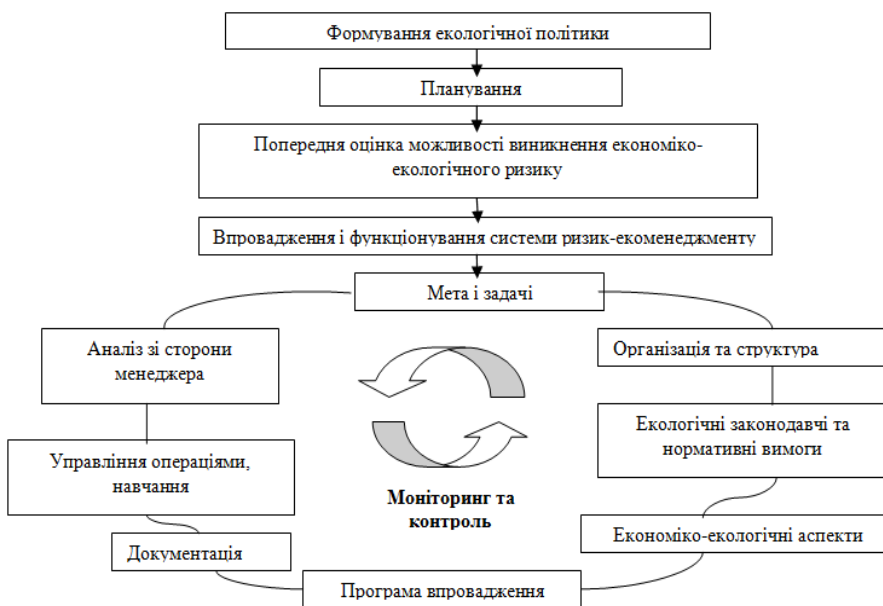 Формування екологічної політики
Планування
Попередня оцінка можливості виникнення економіко-
екологічного ризику
Впровадження і функціонування системи ризик-екоменеджменту
Мета і задачі
Аналіз зі сторони
менеджера
Організація та структура
Управління операціями,
навчання
Екологічні законодавчі та
нормативні вимоги
Моніторинг та
контроль
Документація
Економіко-екологічні аспекти
Програма впровадження